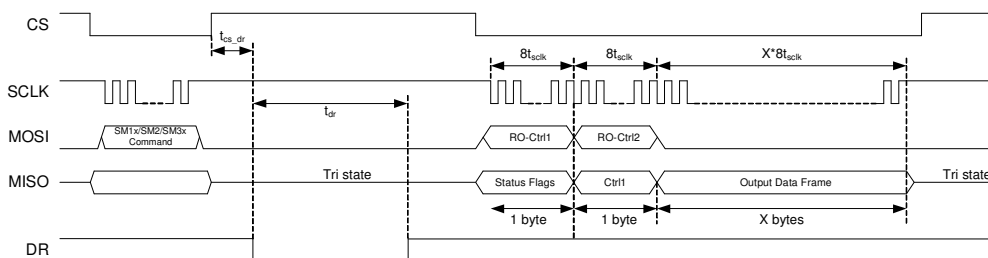 CS
t_cs_dr
8t_sclk 8t_sclk X*8t_sclk
SCLK
t_dr
MOSI SM1x/SM2/SM3x
Command RO-Ctrl1 RO-Ctrl2
MISO Tri state Status Flags Ctrl1 Output Data Frame Tri state
1 byte 1 byte X bytes
DR